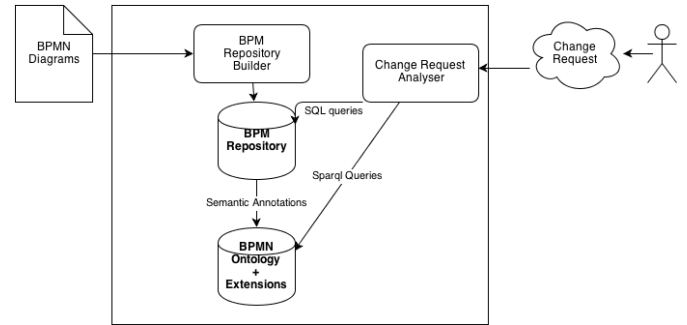 BPMN
Diagrams
BPM
Repository
Builder
Change Request
Analyser
Change
Request
SQL queries
BPM
Repository
Sparql Queries
Semantic Annotations
BPMN
Ontology
+
Extensions